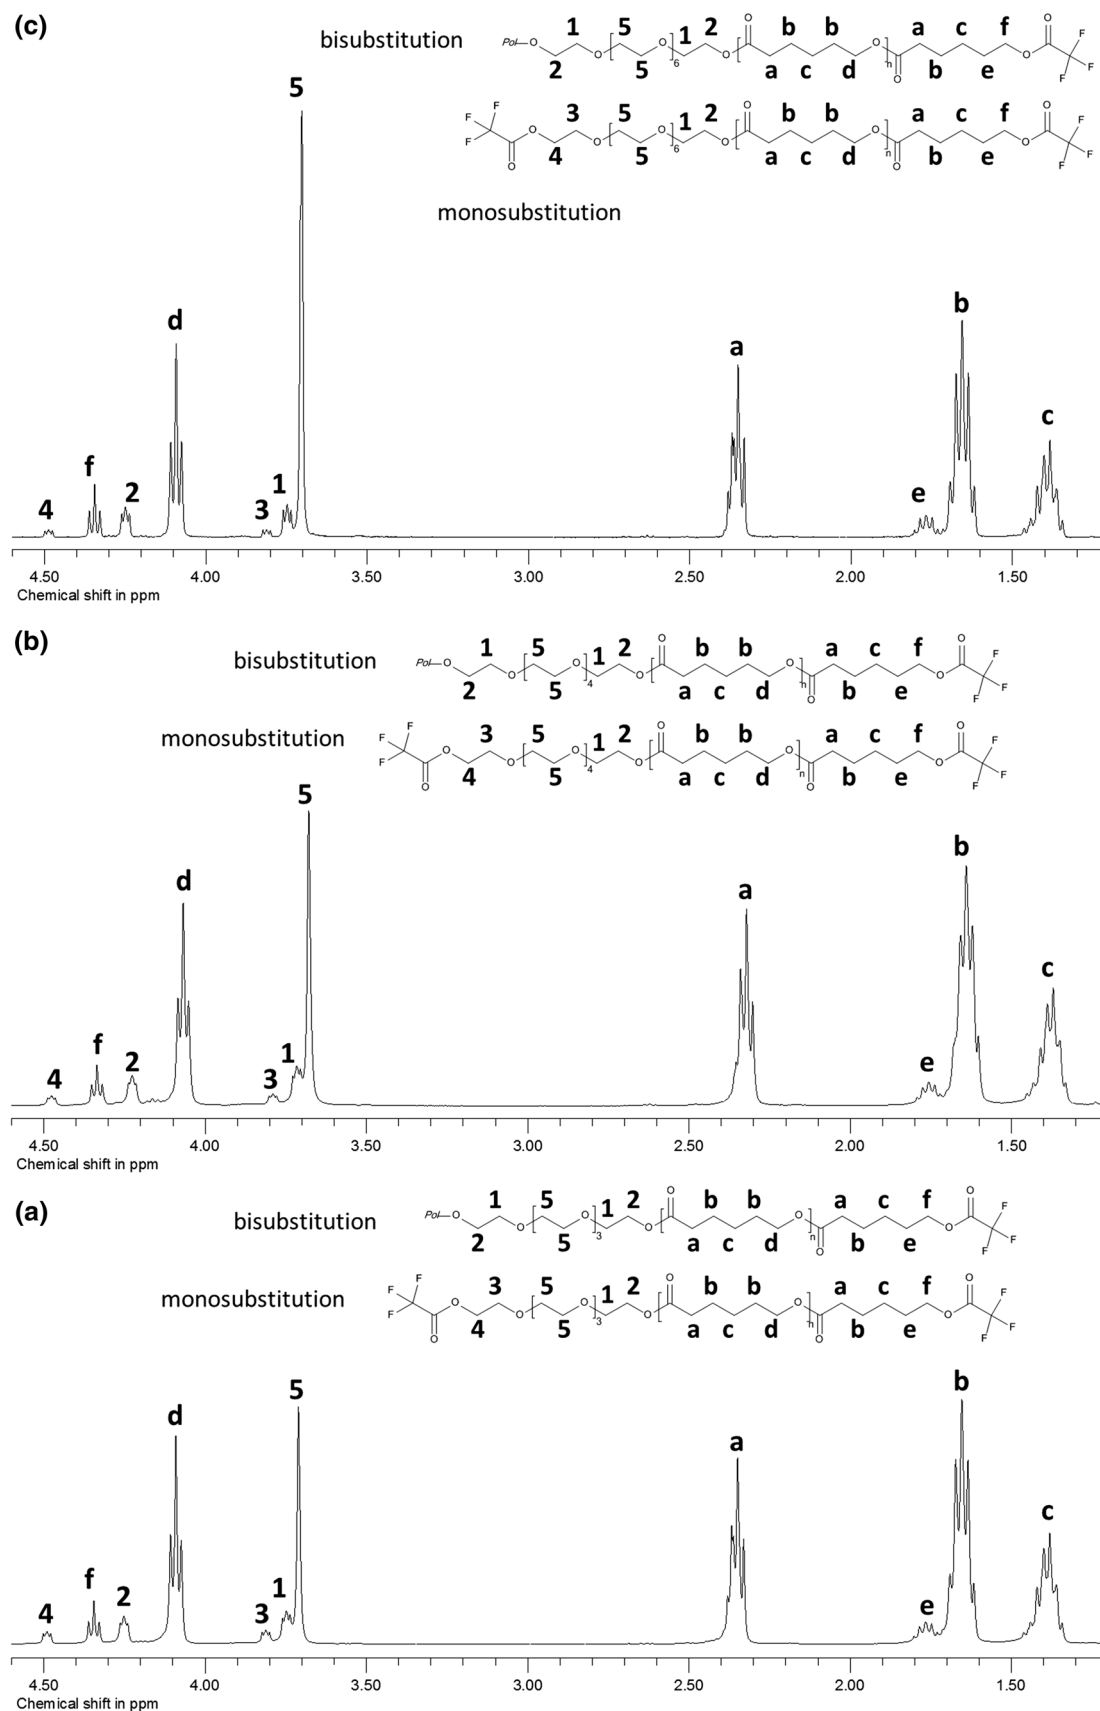 (c)
bisubstitution
1 5 1 2 O b b a c f O
Pol O O O 6 O O n O F F F
2 5 a c d O b e
F F F 3 5 1 2 O b b a c f O
O O O 6 O O n O F F F
O 4 5 a c d O b e
monosubstitution
5
d
b
a
c
f
2
1
e
4
3
4.50 4.00 3.50 3.00 2.50 2.00 1.50
Chemical shift in ppm
(b)
bisubstitution
1 5 1 2 O b b a c f O
Pol O O O 4 O O n O F F F
2 5 a c d O b e
monosubstitution
F F F 3 5 1 2 O b b a c f O
O O O 4 O O n O F F F
O 4 5 a c d O b e
5
b
d
a
c
f
2
1
e
4
3
4.50 4.00 3.50 3.00 2.50 2.00 1.50
Chemical shift in ppm
(a)
bisubstitution
1 5 1 2 O b b a c f O
Pol O O O 3 O O n O F F F
2 5 a c d O b e
monosubstitution
F F F 3 5 1 2 O b b a c f O
O O O 3 O O n O F F F
O 4 5 a c d O b e
5
b
d
a
c
f
2
1
e
4
3
4.50 4.00 3.50 3.00 2.50 2.00 1.50
Chemical shift in ppm